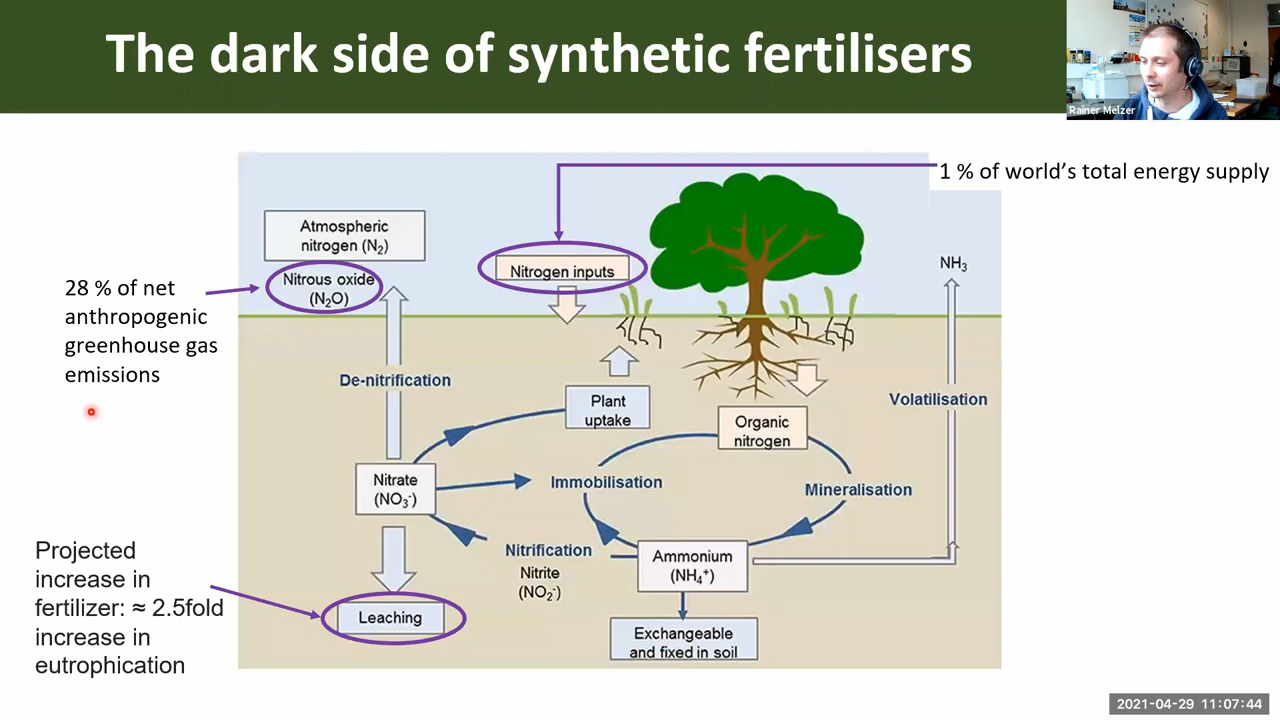 The dark side of synthetic fertilisers
Rainer Melzer
1 % of world’s total energy supply
Atmospheric
nitrogen (N₂)
Nitrous oxide
(N₂O)
Nitrogen inputs
NH₃
28 % of net
anthropogenic
greenhouse gas
emissions
De-nitrification
Plant
uptake
Volatilisation
Organic
nitrogen
Nitrate
(NO₃⁻)
Immobilisation
Mineralisation
Nitrification
Nitrite
(NO₂⁻)
Ammonium
(NH₄⁺)
Projected
increase in
fertilizer: ≈ 2.5fold
increase in
eutrophication
Leaching
Exchangeable
and fixed in soil
2021-04-29 11:07:44